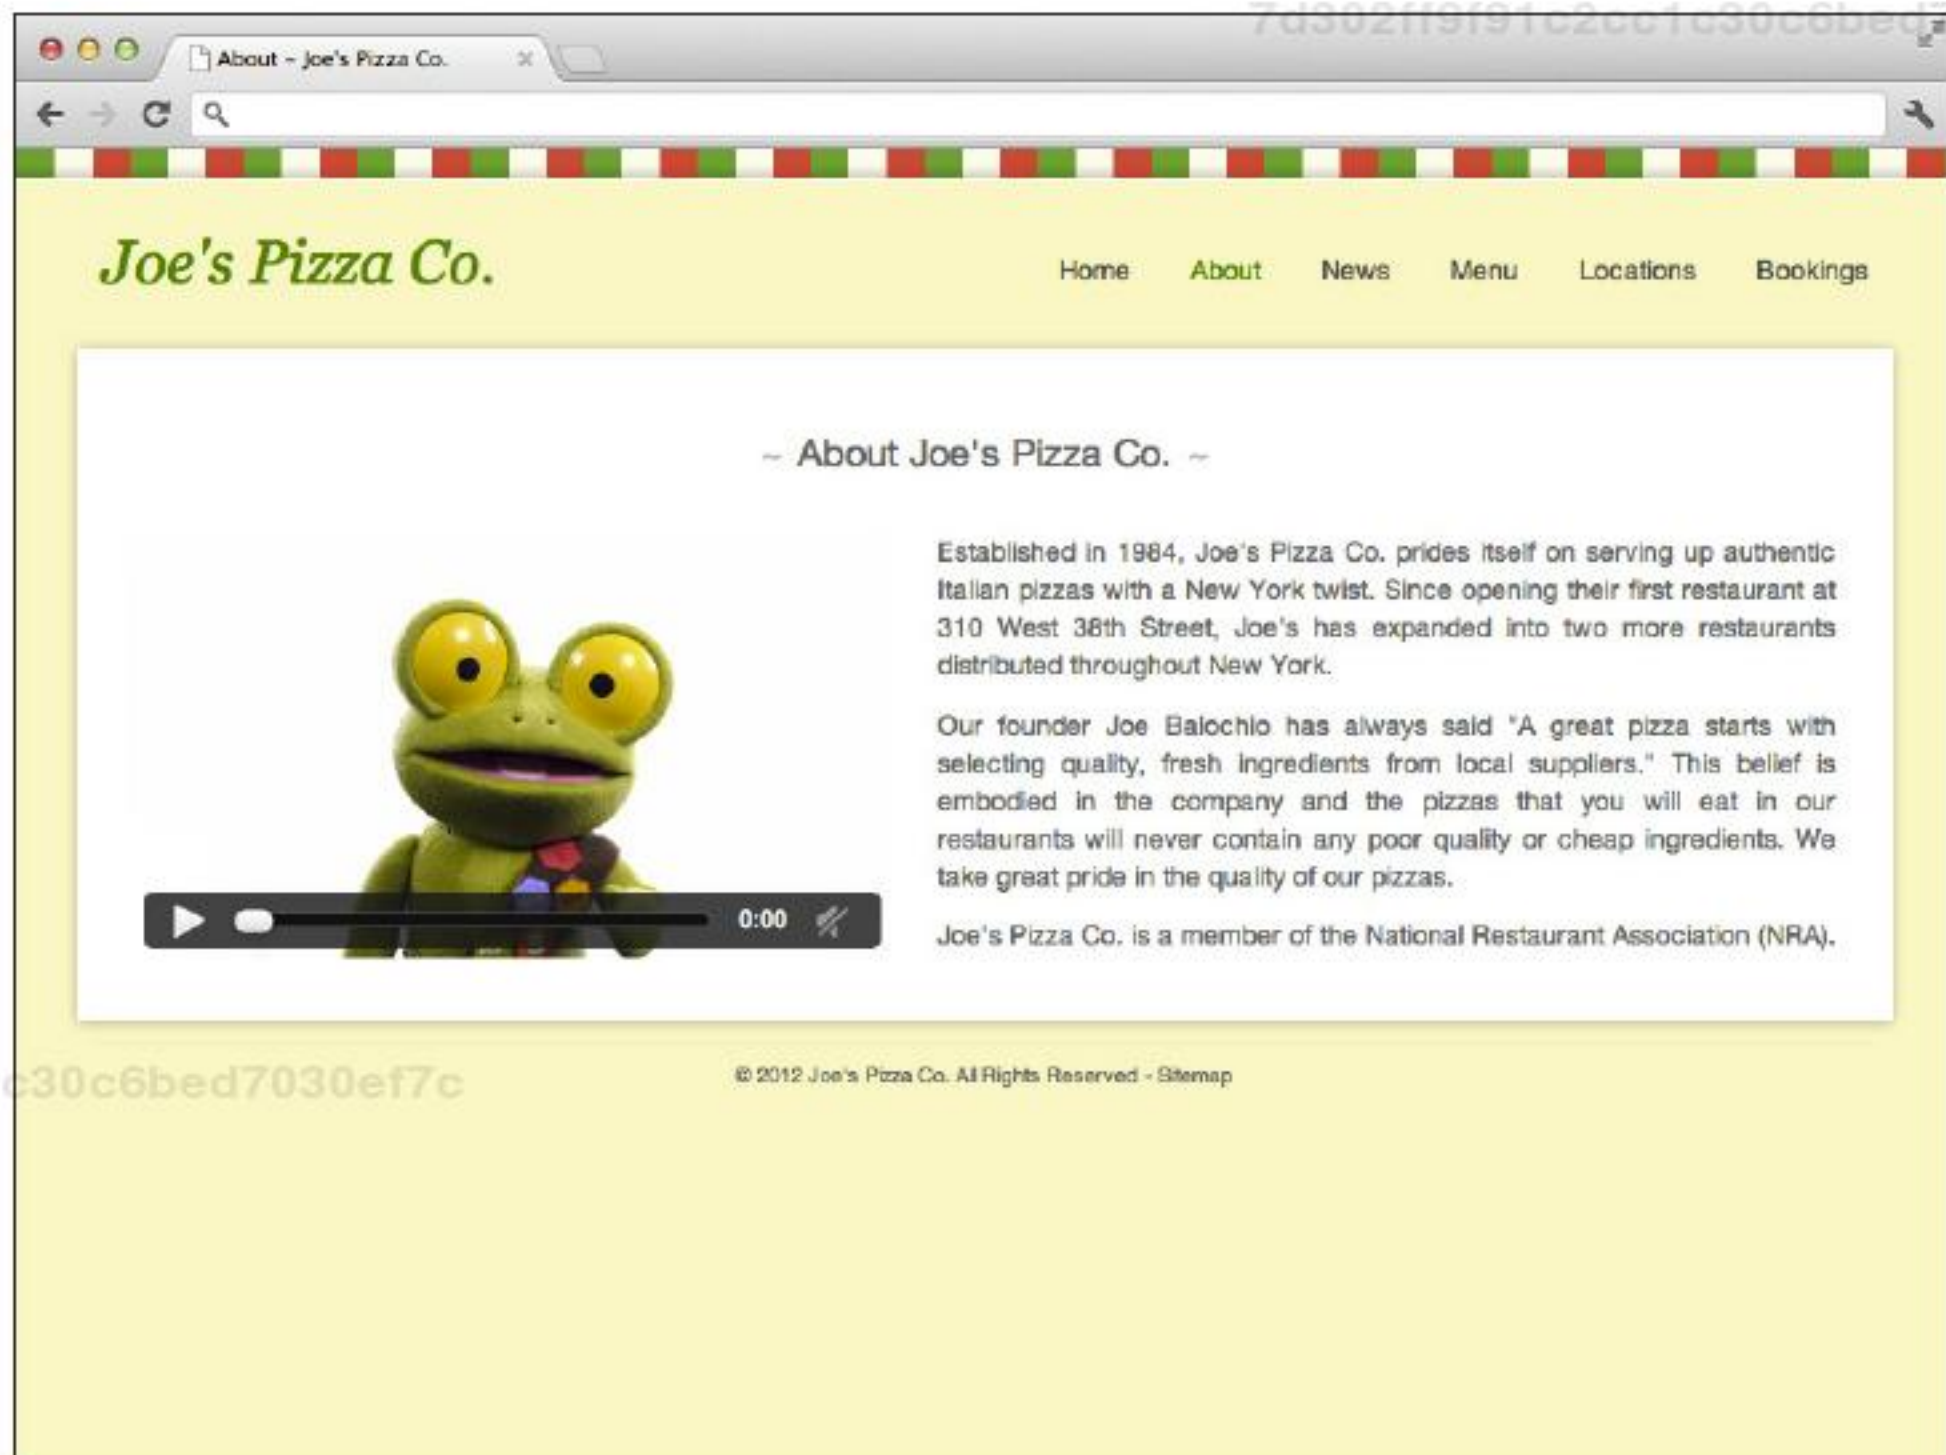 7d302ff9f91c2cc1c30c6bed7
About ~ Joe's Pizza Co.
Joe's Pizza Co.
Home About News Menu Locations Bookings
~ About Joe's Pizza Co. ~
Established in 1984, Joe's Pizza Co. prides itself on serving up authentic
Italian pizzas with a New York twist. Since opening their first restaurant at
310 West 38th Street, Joe's has expanded into two more restaurants
distributed throughout New York.
Our founder Joe Balochio has always said "A great pizza starts with
selecting quality, fresh ingredients from local suppliers." This belief is
embodied in the company and the pizzas that you will eat in our
restaurants will never contain any poor quality or cheap ingredients. We
take great pride in the quality of our pizzas.
Joe's Pizza Co. is a member of the National Restaurant Association (NRA).
0:00
© 2012 Joe's Pizza Co. All Rights Reserved - Sitemap
c30c6bed7030ef7c